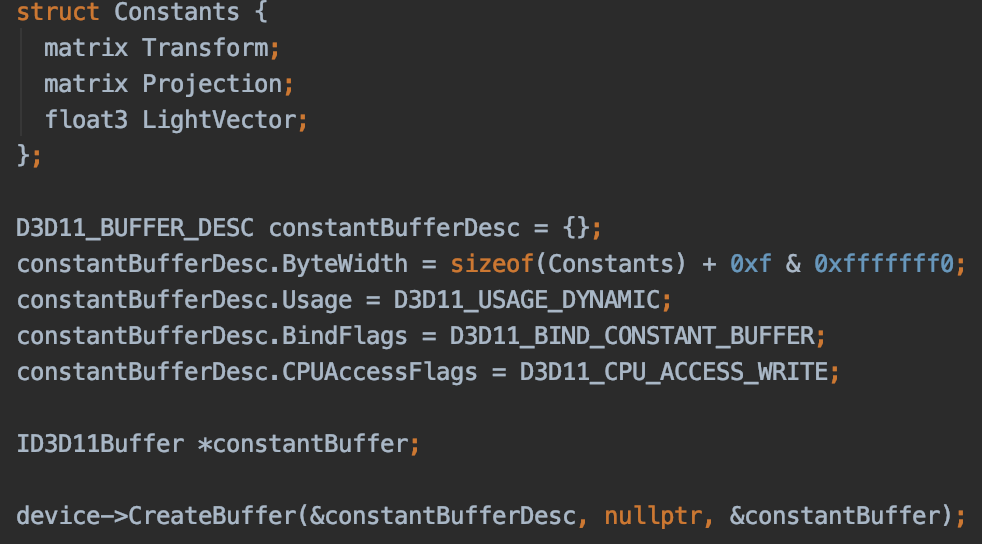 struct Constants {
matrix Transform;
matrix Projection;
float3 LightVector;
};
D3D11_BUFFER_DESC constantBufferDesc = {};
constantBufferDesc.ByteWidth = sizeof(Constants) + 0xf & 0xfffffff0;
constantBufferDesc.Usage = D3D11_USAGE_DYNAMIC;
constantBufferDesc.BindFlags = D3D11_BIND_CONSTANT_BUFFER;
constantBufferDesc.CPUAccessFlags = D3D11_CPU_ACCESS_WRITE;
ID3D11Buffer *constantBuffer;
device->CreateBuffer(&constantBufferDesc, nullptr, &constantBuffer);